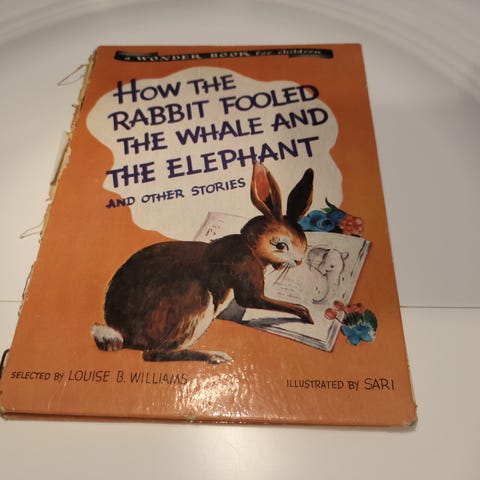 a WONDER BOOK for children
HOW THE
RABBIT FOOLED
THE WHALE AND
THE ELEPHANT
AND OTHER STORIES
SELECTED BY LOUISE B. WILLIAMS
ILLUSTRATED BY SARI